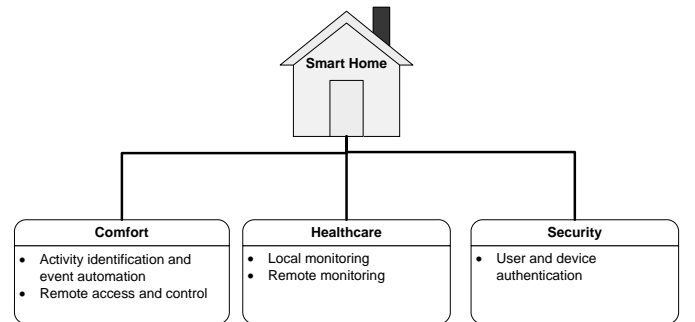 Smart Home
Comfort
• Activity identification and
event automation
• Remote access and control
Healthcare
• Local monitoring
• Remote monitoring
Security
• User and device
authentication